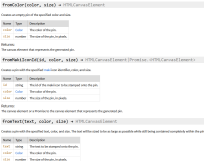 fromColor(color, size) → HTMLCanvasElement
Creates an empty pin of the specified color and size.
Name Type Description
color Color The color of the pin.
size number The size of the pin, in pixels.
Returns:
The canvas element that represents the generated pin.
fromMakiIconId(id, color, size) → HTMLCanvasElement|Promise.<HTMLCanvasElement>
Creates a pin with the specified maki icon identifier, color, and size.
Name Type Description
id string The id of the maki icon to be stamped onto the pin.
color Color The color of the pin.
size number The size of the pin, in pixels.
Returns:
The canvas element or a Promise to the canvas element that represents the generated pin.
fromText(text, color, size) → HTMLCanvasElement
Creates a pin with the specified text, color, and size. The text will be sized to be as large as possible while still being contained completely within the pin.
Name Type Description
text string The text to be stamped onto the pin.
color Color The color of the pin.
size number The size of the pin, in pixels.